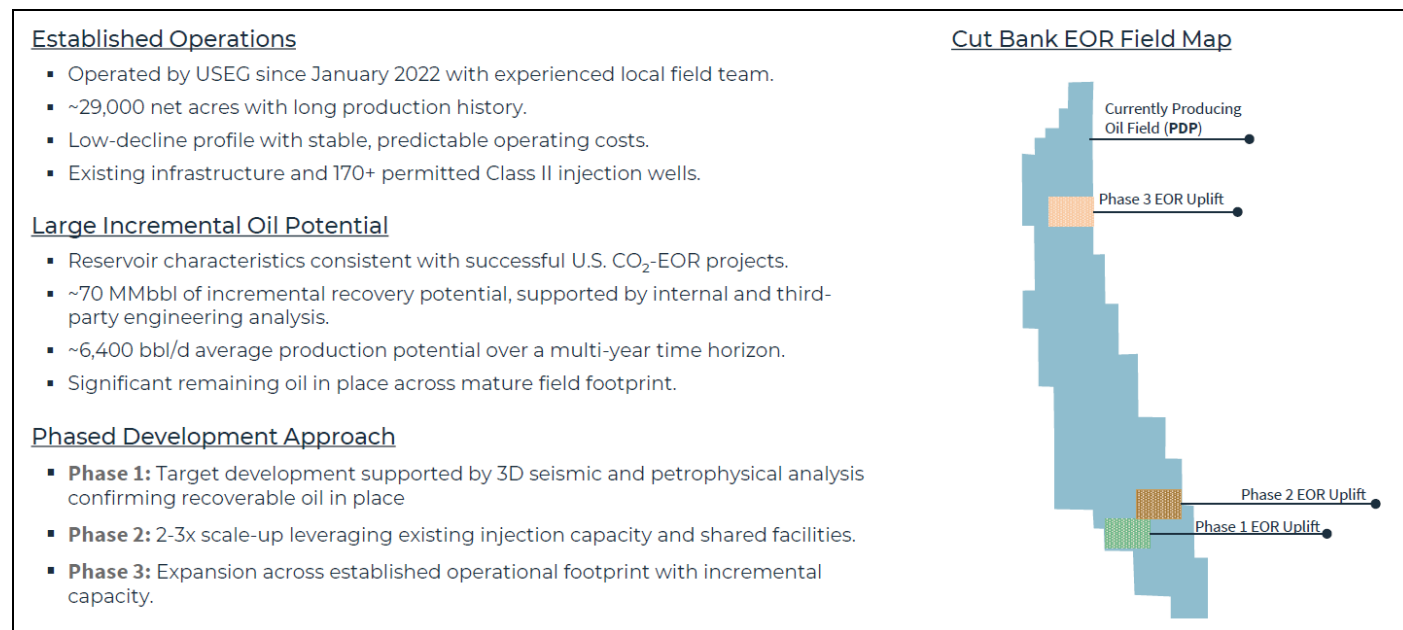 Established Operations
▪ Operated by USEG since January 2022 with experienced local field team.
▪ ~29,000 net acres with long production history.
▪ Low-decline profile with stable, predictable operating costs.
▪ Existing infrastructure and 170+ permitted Class II injection wells.
Large Incremental Oil Potential
▪ Reservoir characteristics consistent with successful U.S. CO₂-EOR projects.
▪ ~70 MMbbl of incremental recovery potential, supported by internal and third-
party engineering analysis.
▪ ~6,400 bbl/d average production potential over a multi-year time horizon.
▪ Significant remaining oil in place across mature field footprint.
Phased Development Approach
▪ Phase 1: Target development supported by 3D seismic and petrophysical analysis
confirming recoverable oil in place
▪ Phase 2: 2-3x scale-up leveraging existing injection capacity and shared facilities.
▪ Phase 3: Expansion across established operational footprint with incremental
capacity.
Cut Bank EOR Field Map
Currently Producing
Oil Field (PDP)
Phase 3 EOR Uplift
Phase 2 EOR Uplift
Phase 1 EOR Uplift